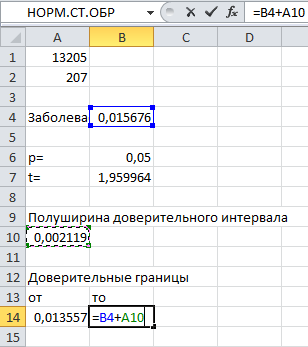 НОРМ.СТ.ОБР =B4+A10
A B C D E
1 13205
2 207
3
4 Заболева 0,015676
5
6 p= 0,05
7 t= 1,959964
8
9 Полуширина доверительного интервала
10 0,002119
11
12 Доверительные границы
13 от то
14 0,013557 =B4+A10
15